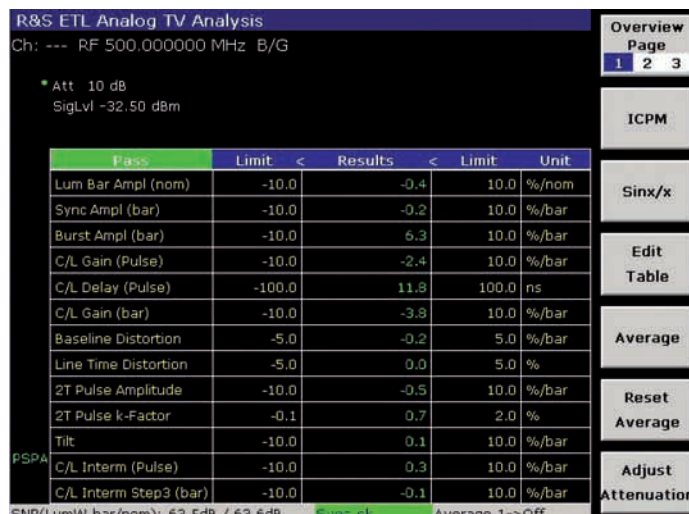 R&S ETL Analog TV Analysis
Ch: --- RF 500.000000 MHz B/G
Att 10 dB
SigLvl -32.50 dBm
Pass Limit < Results < Limit Unit
Lum Bar Ampl (nom) -10.0 -0.4 10.0 %/nom
Sync Ampl (bar) -10.0 -0.2 10.0 %/bar
Burst Ampl (bar) -10.0 6.3 10.0 %/bar
C/L Gain (Pulse) -10.0 -2.4 10.0 %/bar
C/L Delay (Pulse) -100.0 11.8 100.0 ns
C/L Gain (bar) -10.0 -3.8 10.0 %/bar
Baseline Distortion -5.0 -0.2 5.0 %/bar
Line Time Distortion -5.0 0.0 5.0 %
2T Pulse Amplitude -10.0 -0.5 10.0 %/bar
2T Pulse k-Factor -0.1 0.7 2.0 %
Tilt -10.0 0.1 10.0 %/bar
PSPA
C/L Interm (Pulse) -10.0 0.3 10.0 %/bar
C/L Interm Step3 (bar) -10.0 -0.1 10.0 %/bar
Overview
Page
1 2 3
ICPM
Sinx/x
Edit
Table
Average
Reset
Average
Adjust
Attenuation